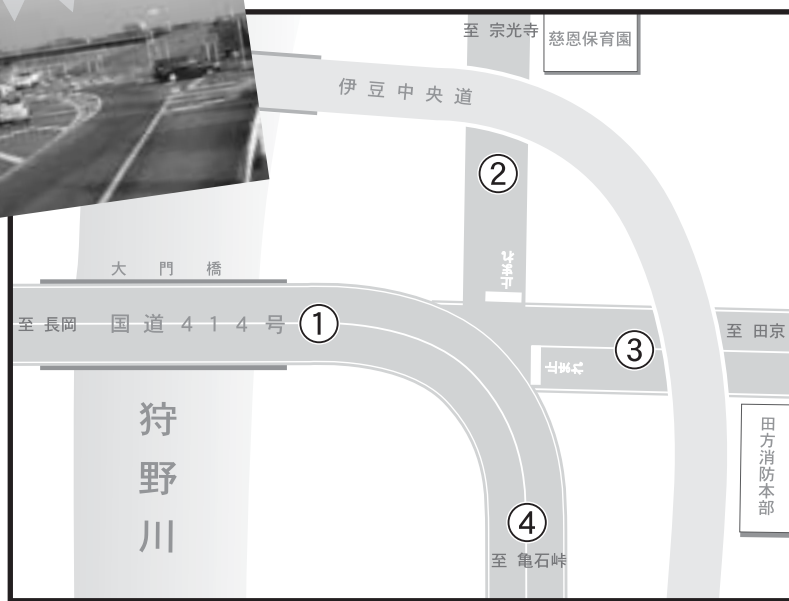 至 宗光寺
慈恩保育園
伊豆中央道
②
止まれ
大門橋
至 長岡
国道414号
①
③
至 田京
止まれ
狩野川
田方消防本部
④
至 亀石峠